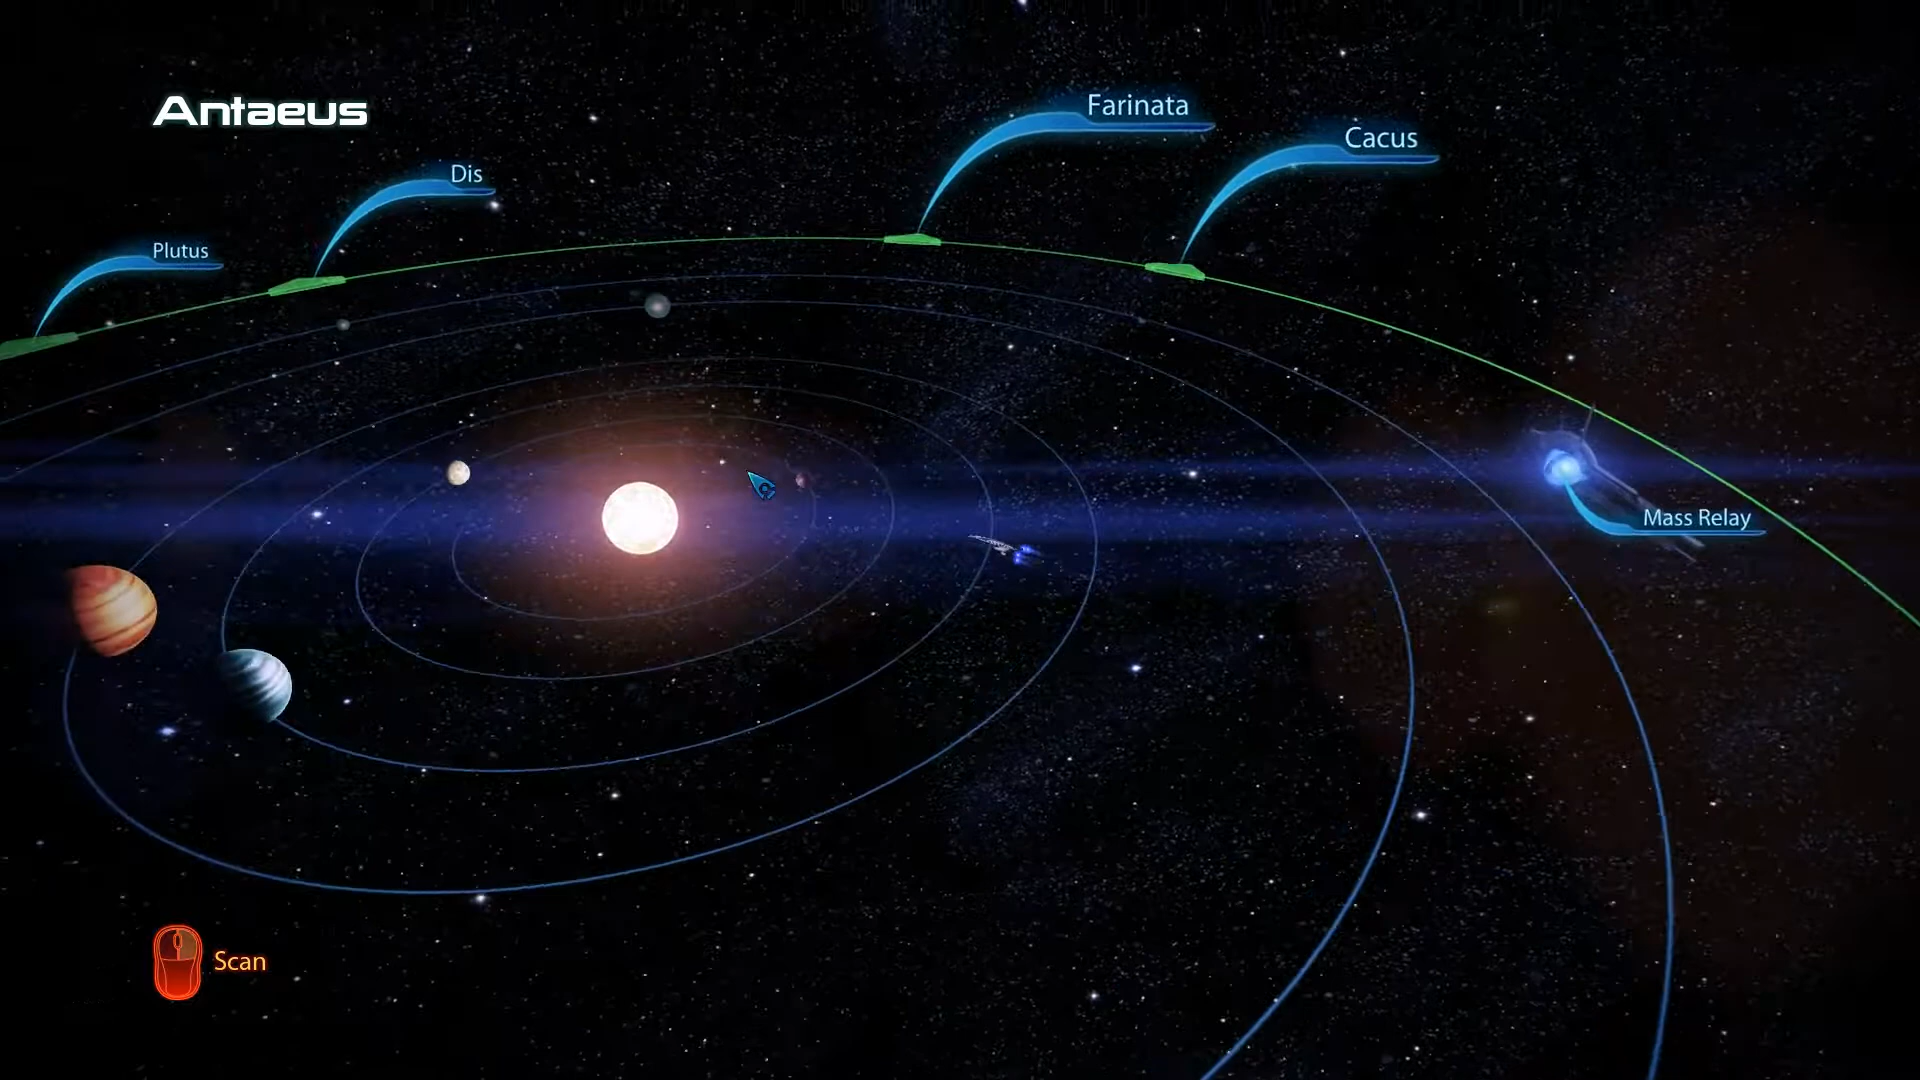 Antaeus
Farinata
Cacus
Dis
Plutus
Mass Relay
Scan